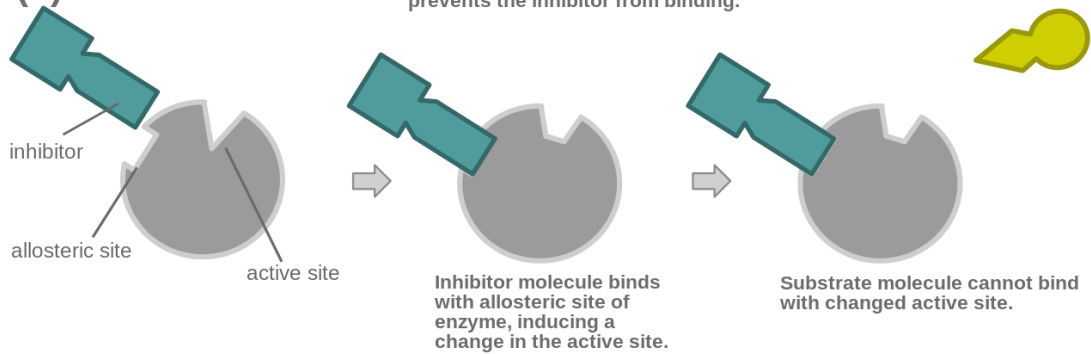 prevents the inhibitor from binding.
inhibitor
allosteric site
active site
Inhibitor molecule binds
with allosteric site of
enzyme, inducing a
change in the active site.
Substrate molecule cannot bind
with changed active site.